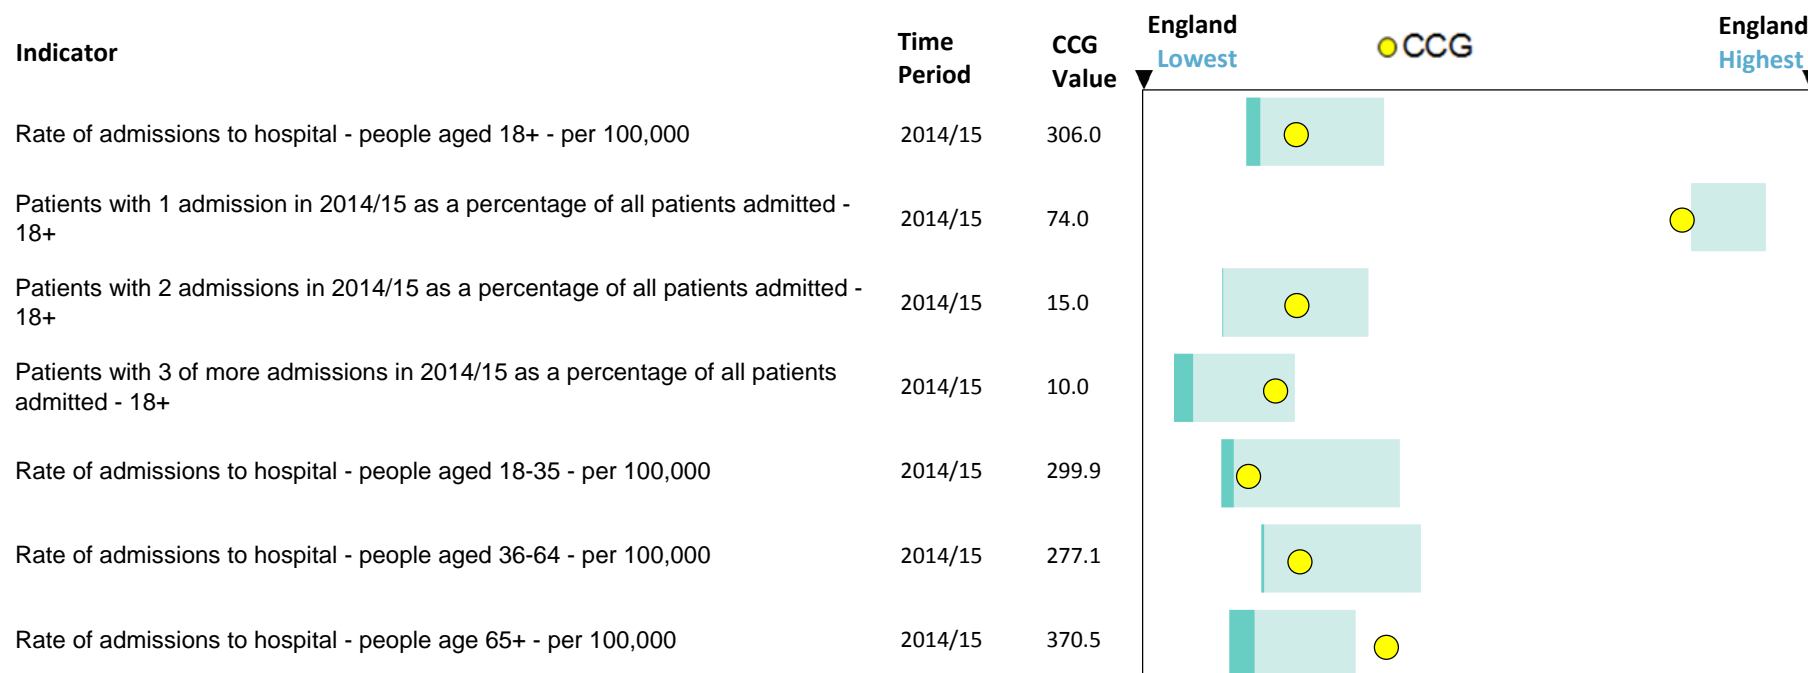 Indicator
Time Period
CCG Value
England Lowest
CCG
England Highest
Rate of admissions to hospital - people aged 18+ - per 100,000 2014/15 306.0
Patients with 1 admission in 2014/15 as a percentage of all patients admitted -
18+
2014/15 74.0
Patients with 2 admissions in 2014/15 as a percentage of all patients admitted -
18+
2014/15 15.0
Patients with 3 of more admissions in 2014/15 as a percentage of all patients
admitted - 18+
2014/15 10.0
Rate of admissions to hospital - people aged 18-35 - per 100,000 2014/15 299.9
Rate of admissions to hospital - people aged 36-64 - per 100,000 2014/15 277.1
Rate of admissions to hospital - people age 65+ - per 100,000 2014/15 370.5